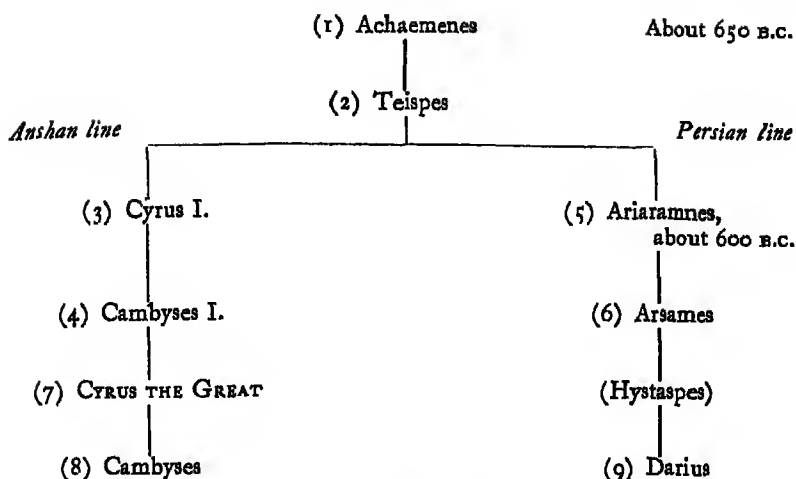 (1) Achaemenes About 650 B.C.
(2) Teispes
Anshan line Persian line
(3) Cyrus I. (5) Ariaramnes,
about 600 B.C.
(4) Cambyses I. (6) Arsames
(7) CYRUS THE GREAT (Hystaspes)
(8) Cambyses (9) Darius